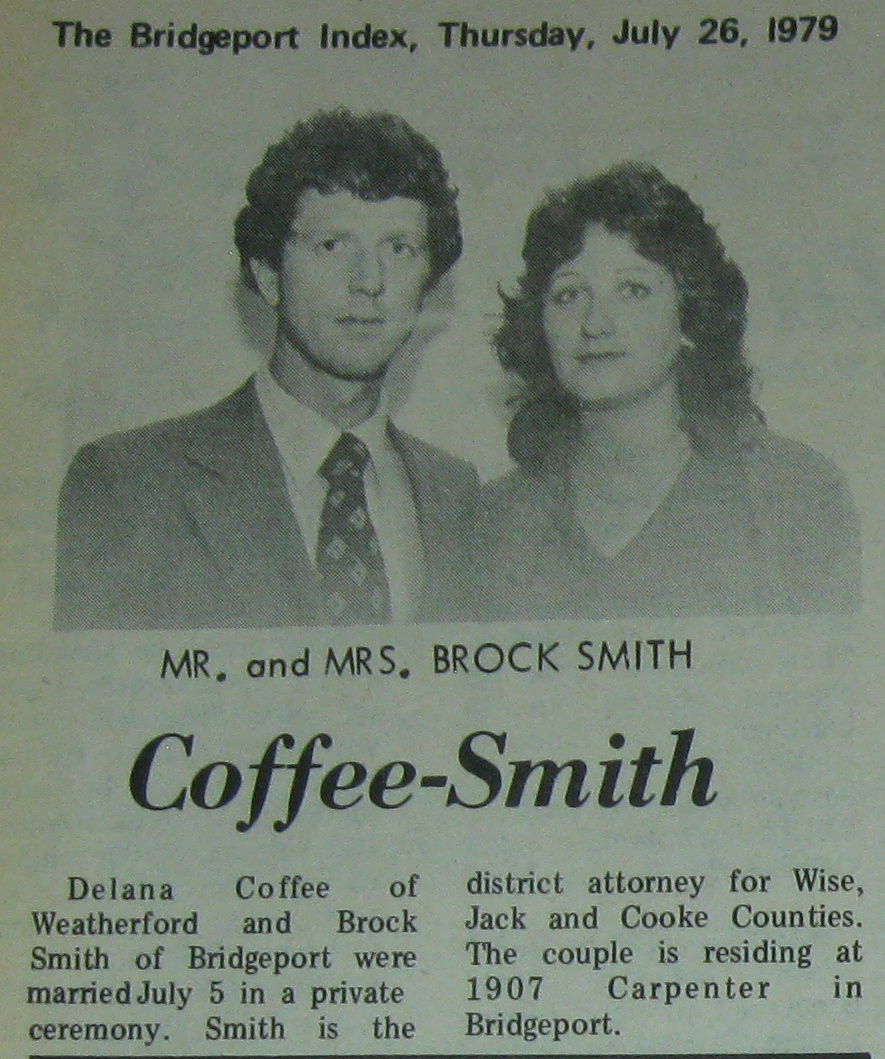 The Bridgeport Index, Thursday, July 26, 1979
MR. and MRS. BROCK SMITH
Coffee-Smith
Delana Coffee of
Weatherford and Brock
Smith of Bridgeport were
married July 5 in a private
ceremony. Smith is the
district attorney for Wise,
Jack and Cooke Counties.
The couple is residing at
1907 Carpenter in
Bridgeport.